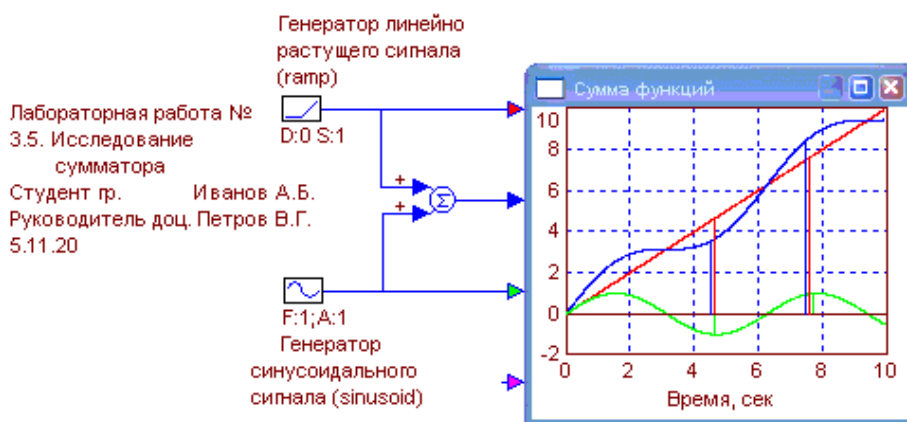 Генератор линейно
растущего сигнала
(ramp)
Лабораторная работа №
3.5. Исследование
сумматора
Студент гр. Иванов А.Б.
Руководитель доц. Петров В.Г.
5.11.20
D:0 S:1
+
+
Σ
F:1;A:1
Генератор
синусоидального
сигнала (sinusoid)
Сумма функций
10
8
6
4
2
0
-2
0 2 4 6 8 10
Время, сек